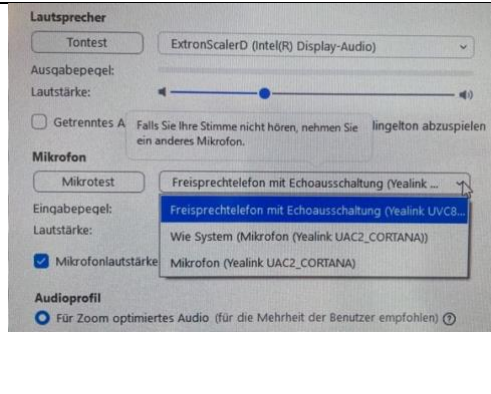 Lautsprecher
Tontest ExtronScalerD (Intel(R) Display-Audio)
Ausgabepegel:
Lautstärke:
Getrenntes A
Falls Sie Ihre Stimme nicht hören, nehmen Sie
ein anderes Mikrofon.
lingelton abzuspielen
Mikrofon
Mikrotest Freisprechtelefon mit Echoausschaltung (Yealink ...
Eingabepegel:
Freisprechtelefon mit Echoausschaltung (Yealink UVC8...
Lautstärke:
Wie System (Mikrofon (Yealink UAC2_CORTANA))
Mikrofonlautstärke
Mikrofon (Yealink UAC2_CORTANA)
Audioprofil
Für Zoom optimiertes Audio (für die Mehrheit der Benutzer empfohlen) ?